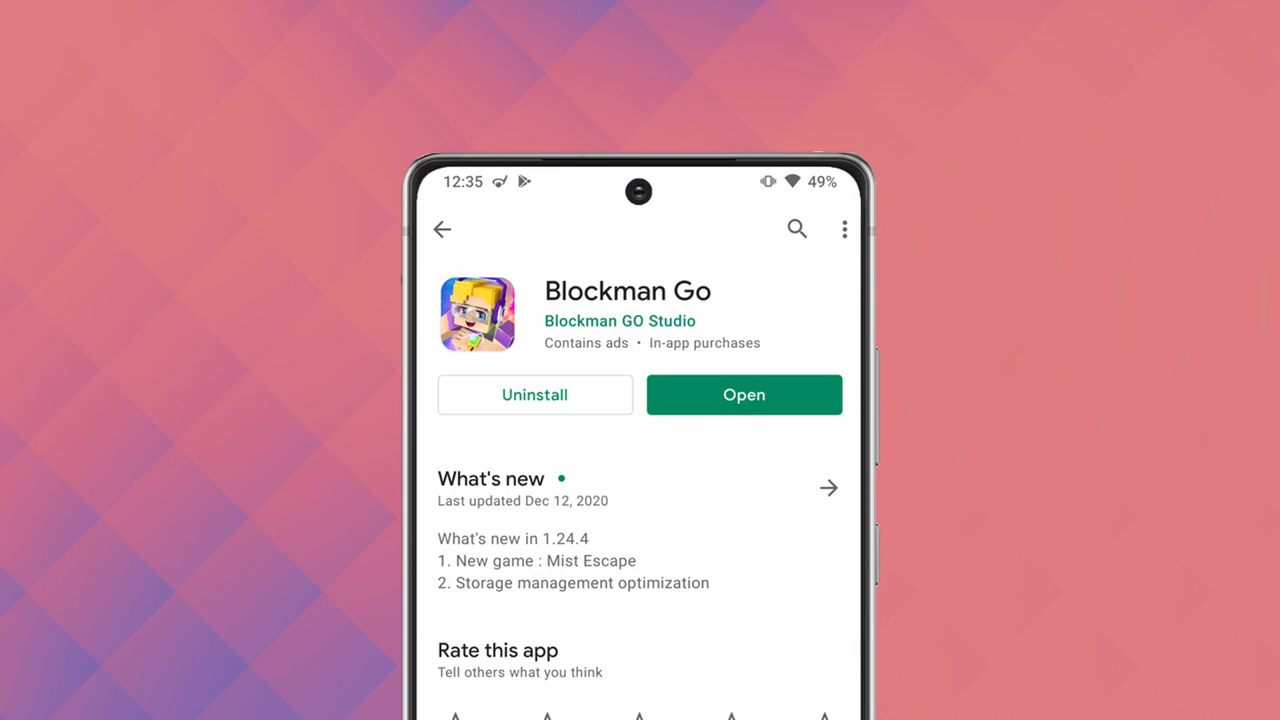 12:35 49%
Blockman Go
Blockman GO Studio
Contains ads • In-app purchases
Uninstall Open
What's new •
Last updated Dec 12, 2020
What's new in 1.24.4
1. New game : Mist Escape
2. Storage management optimization
Rate this app
Tell others what you think